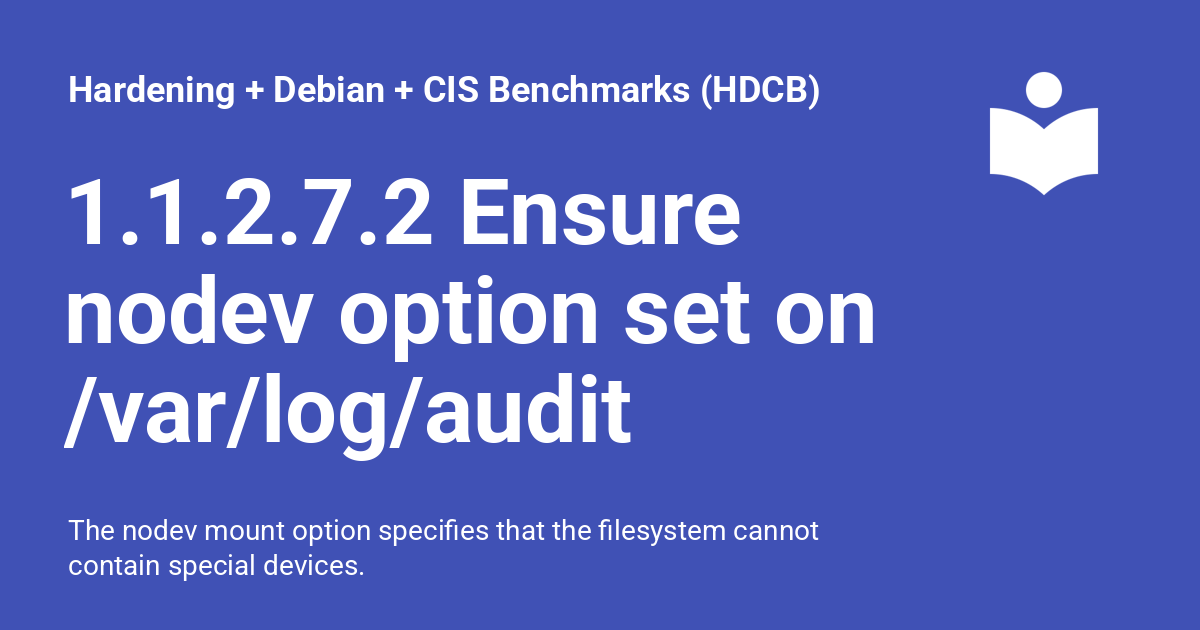 Hardening + Debian + CIS Benchmarks (HDCB)
1.1.2.7.2 Ensure
nodev option set on
/var/log/audit
The nodev mount option specifies that the filesystem cannot
contain special devices.